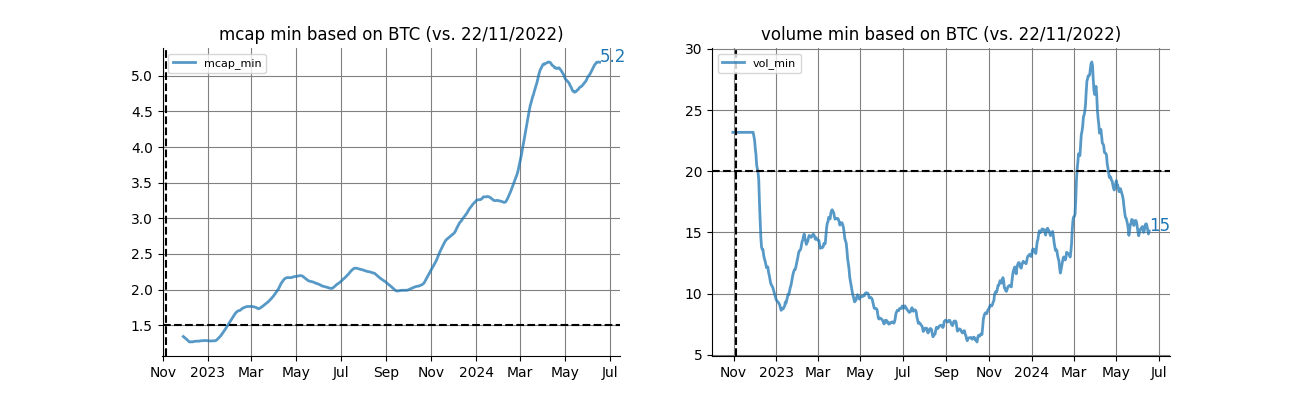 mcap min based on BTC (vs. 22/11/2022)
mcap_min
5.2
5.0
4.5
4.0
3.5
3.0
2.5
2.0
1.5
Nov 2023 Mar May Jul Sep Nov 2024 Mar May Jul
volume min based on BTC (vs. 22/11/2022)
vol_min
15
30
25
20
15
10
5
Nov 2023 Mar May Jul Sep Nov 2024 Mar May Jul